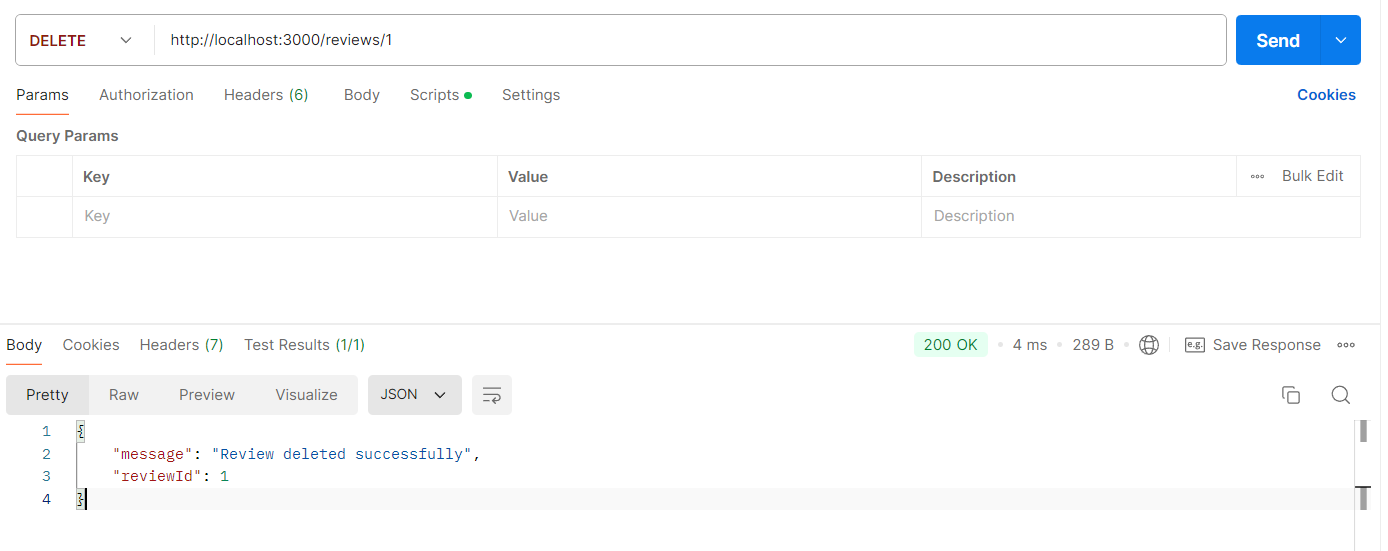 DELETE http://localhost:3000/reviews/1 Send
Params Authorization Headers (6) Body Scripts Settings Cookies
Query Params
Key Value Description Bulk Edit
Key Value Description
Body Cookies Headers (7) Test Results (1/1) 200 OK 4 ms 289 B e.g. Save Response
Pretty Raw Preview Visualize JSON
1 {
2 "message": "Review deleted successfully",
3 "reviewId": 1
4 }